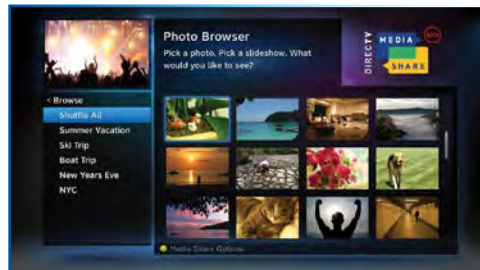 Photo Browser
Pick a photo. Pick a slideshow. What
would you like to see?
DIRECTV
MEDIA
SHARE
BETA
< Browse
Shuffle All
Summer Vacation
Ski Trip
Boat Trip
New Years Eve
NYC
Media Share Options